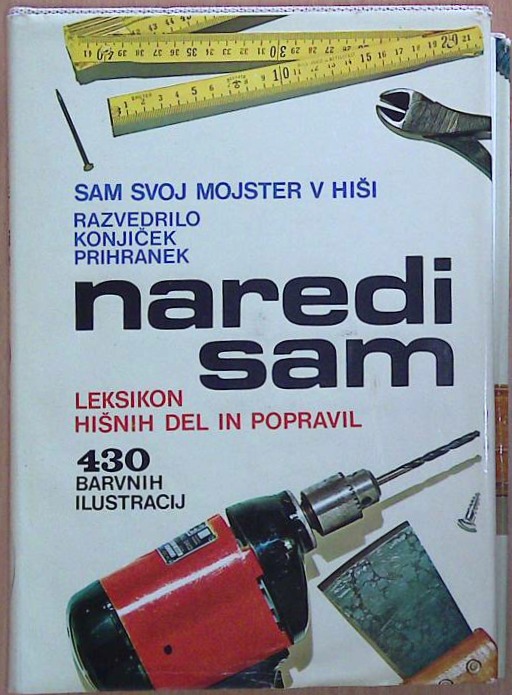 SAM SVOJ MOJSTER V HIŠI
RAZVEDRILO
KONJIČEK
PRIHRANEK
naredi
sam
LEKSIKON
HIŠNIH DEL IN POPRAVIL
430
BARVNIH
ILUSTRACIJ